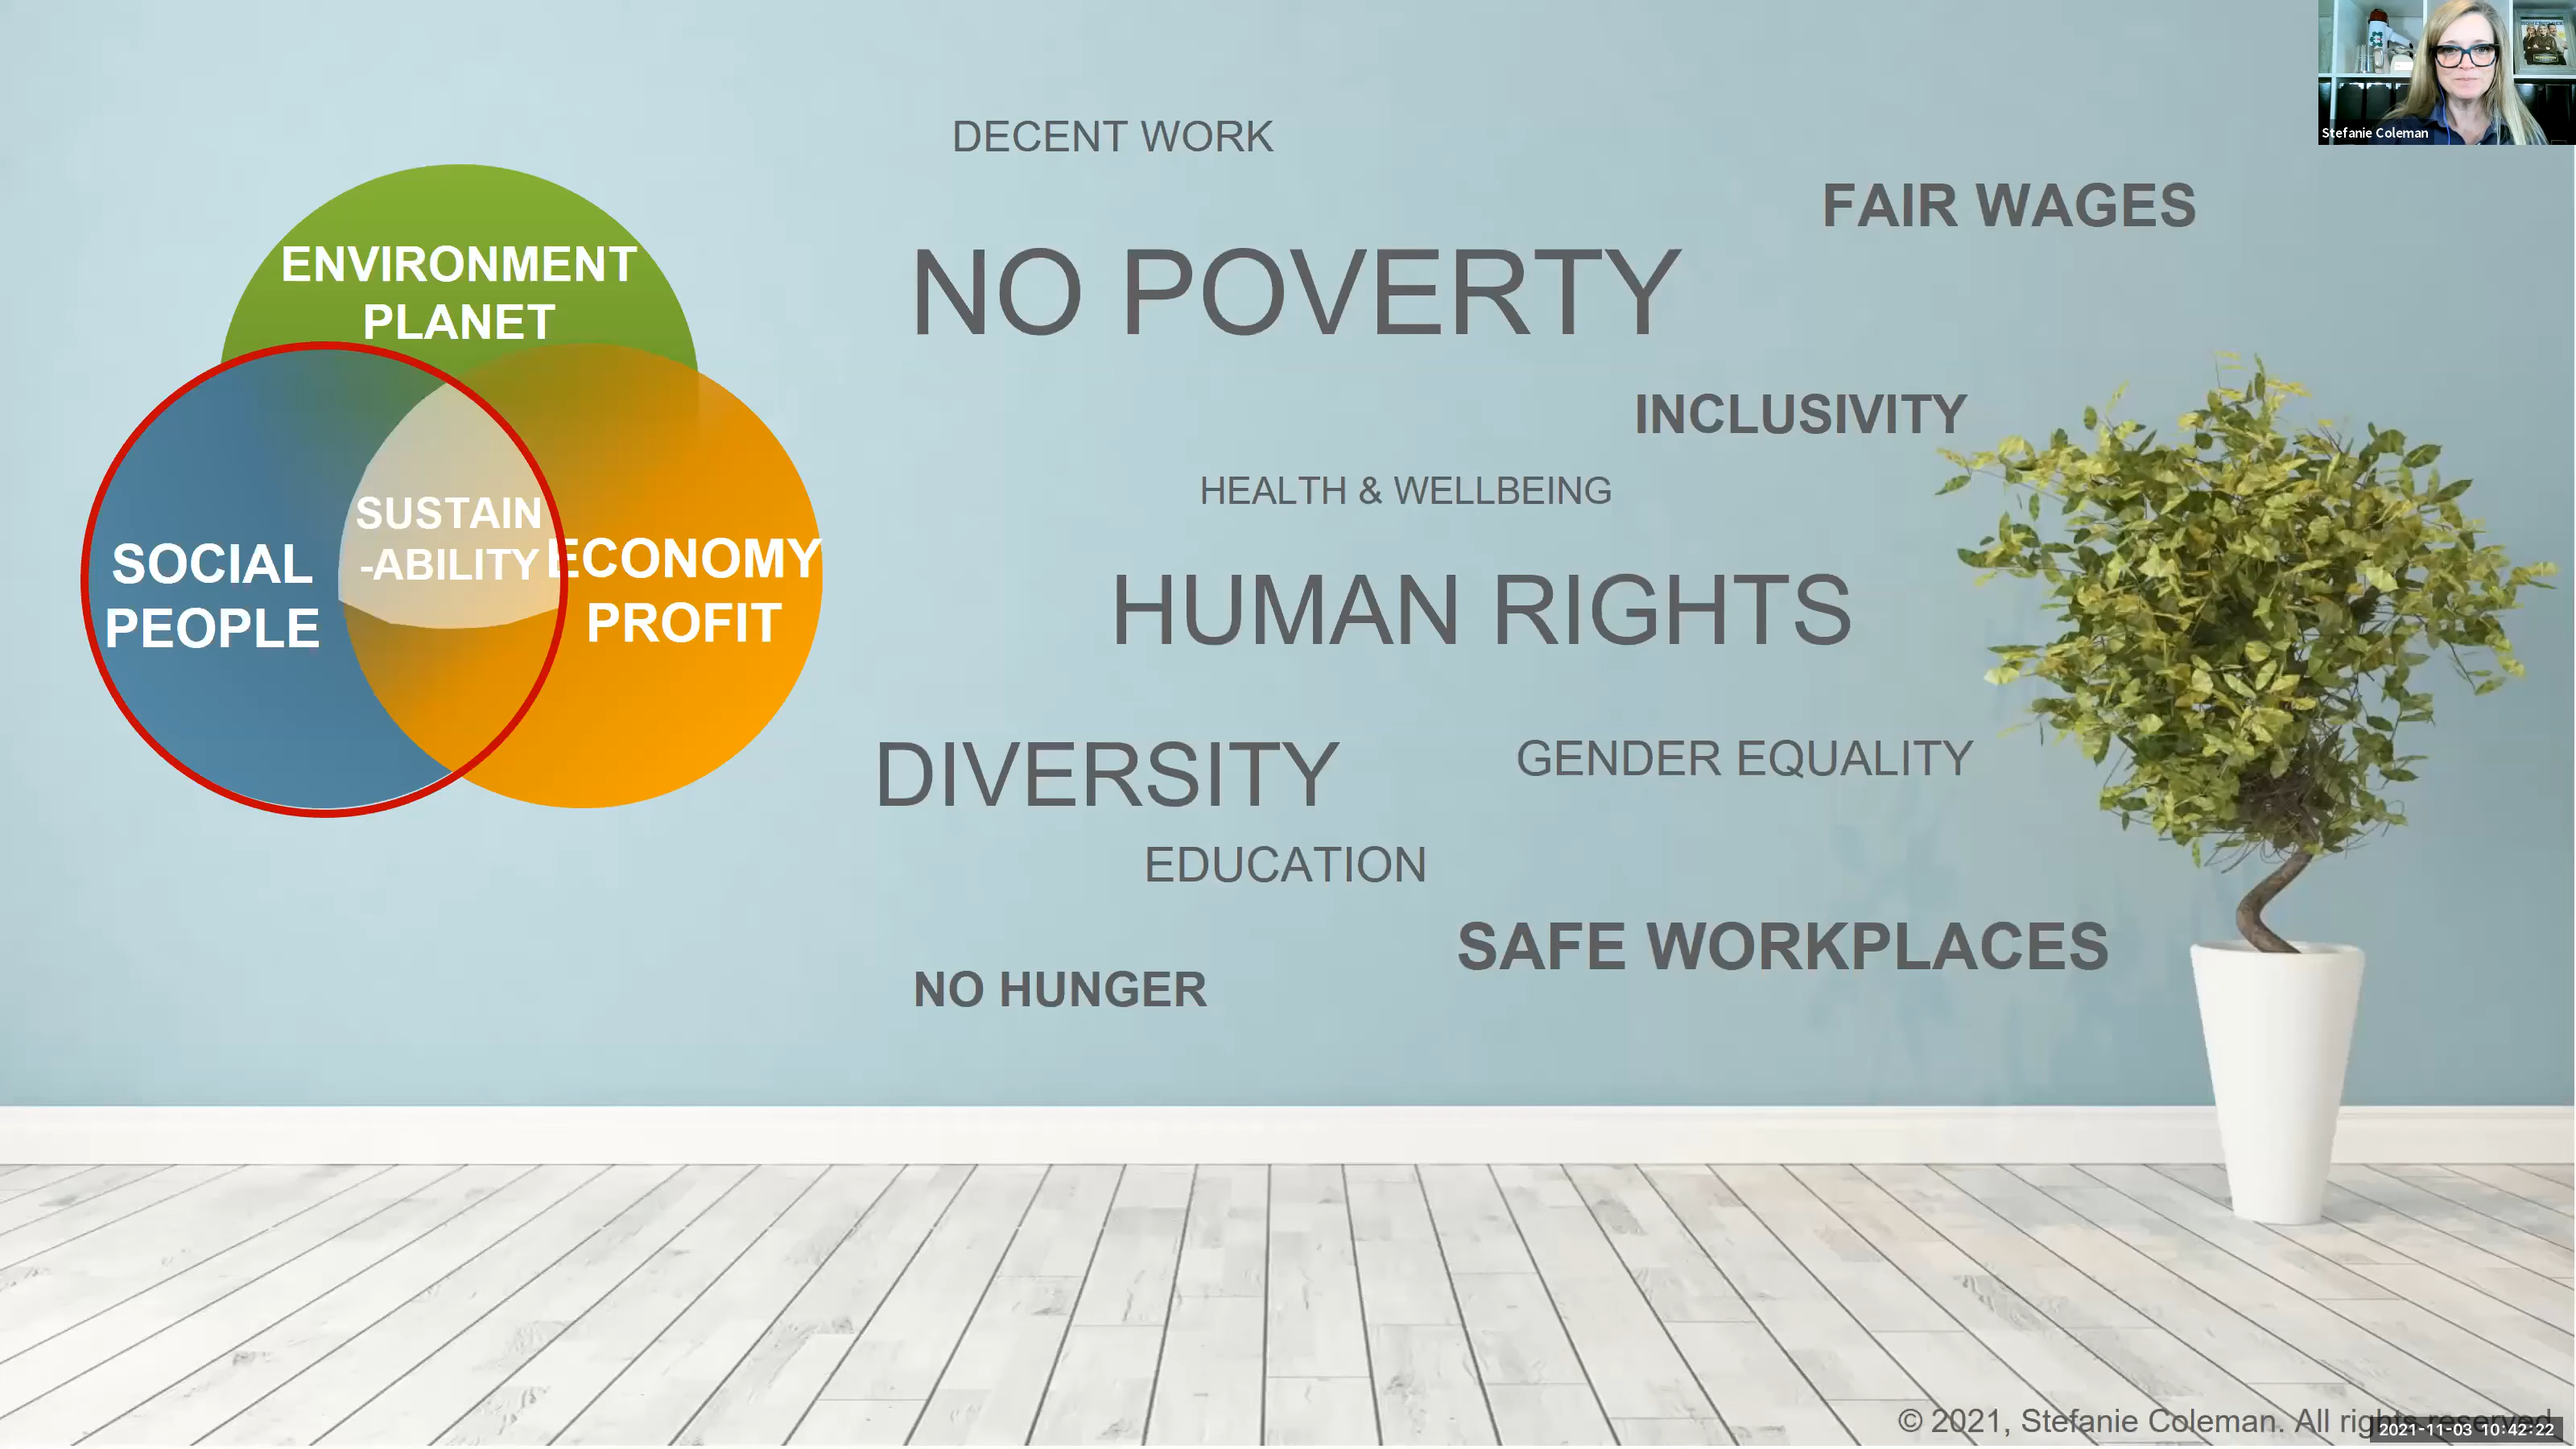 Stefanie Coleman
ENVIRONMENT
PLANET
SUSTAIN
-ABILITY
SOCIAL
PEOPLE
ECONOMY
PROFIT
DECENT WORK
FAIR WAGES
NO POVERTY
INCLUSIVITY
HEALTH & WELLBEING
HUMAN RIGHTS
DIVERSITY
GENDER EQUALITY
EDUCATION
SAFE WORKPLACES
NO HUNGER
© 2021, Stefanie Coleman. All rights reserved
2021-11-03 10:42:22